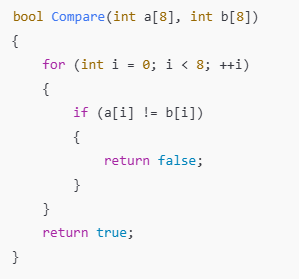 bool Compare(int a[8], int b[8])
{
    for (int i = 0; i < 8; ++i)
    {
        if (a[i] != b[i])
        {
            return false;
        }
    }
    return true;
}